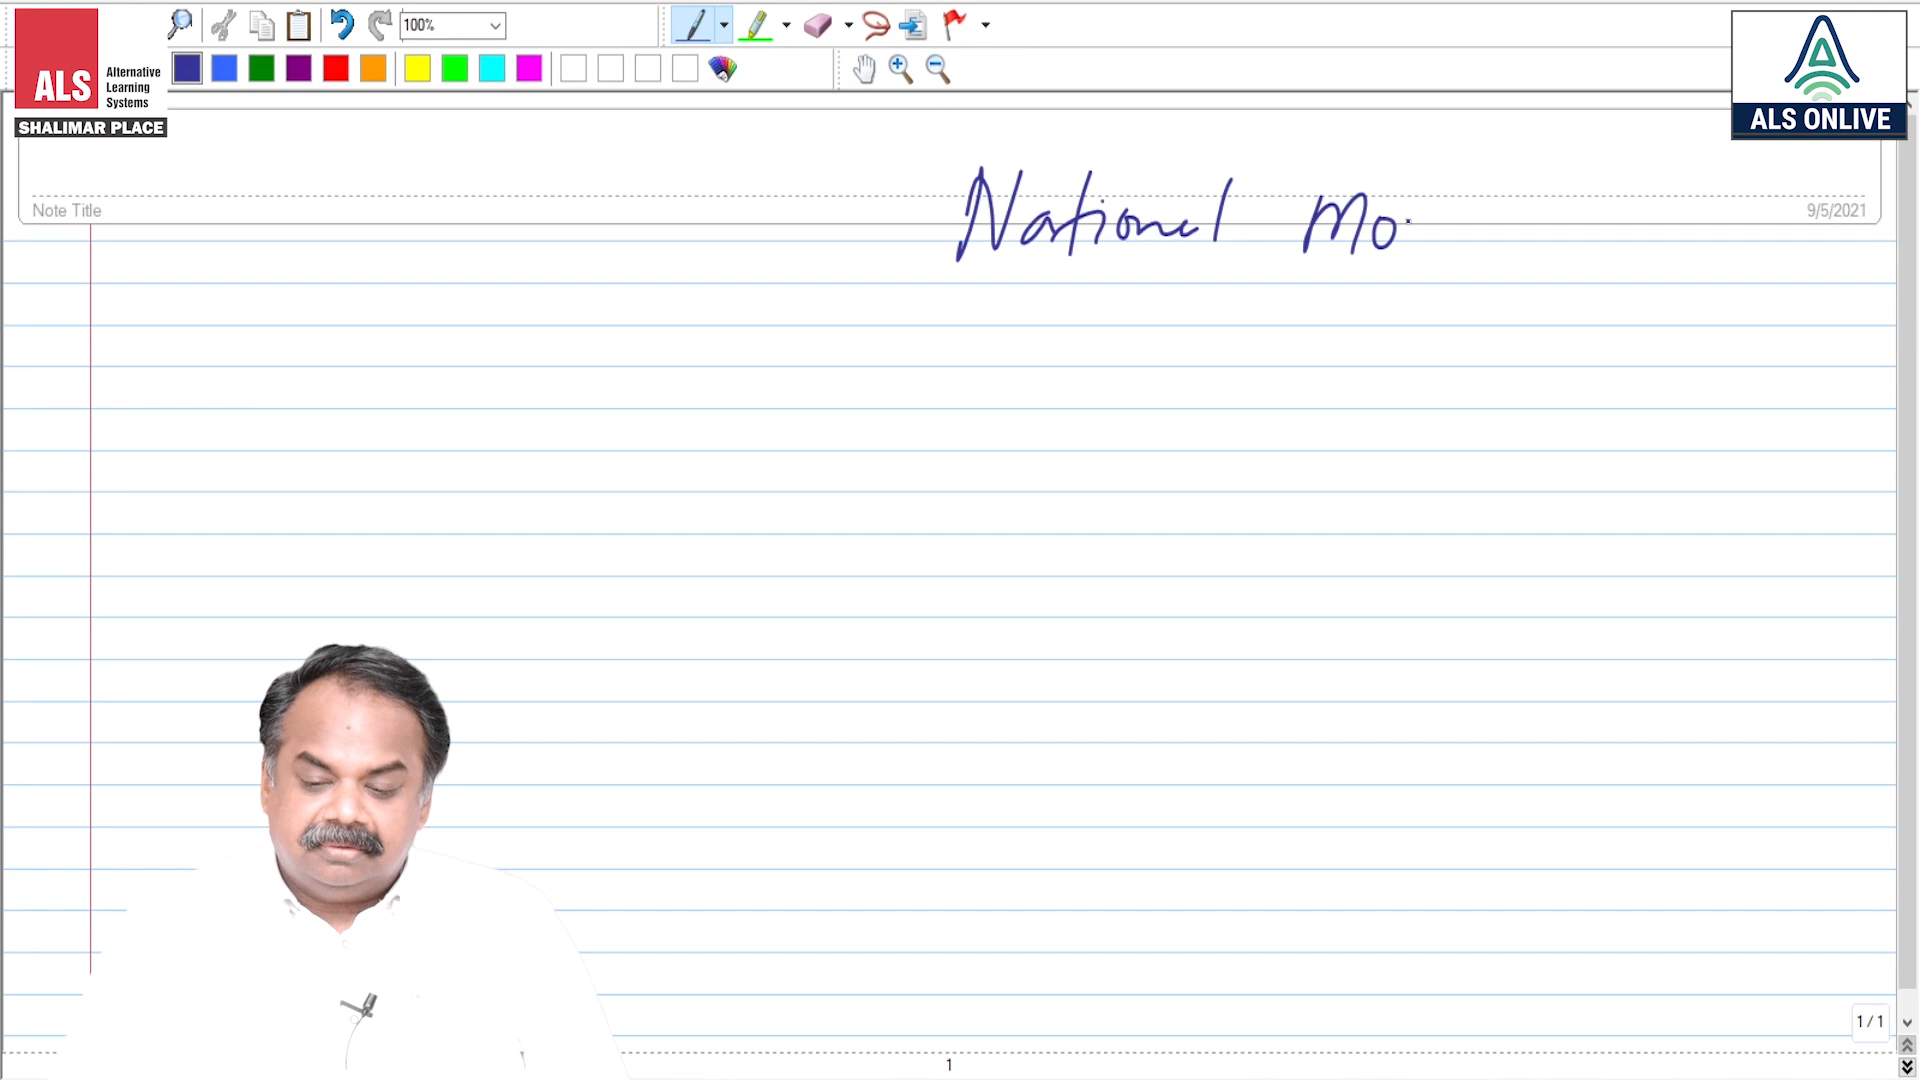 100%
ALS
Alternative
Learning
Systems
SHALIMAR PLACE
ALS ONLIVE
National Mo
Note Title
9/5/2021
1/1
1